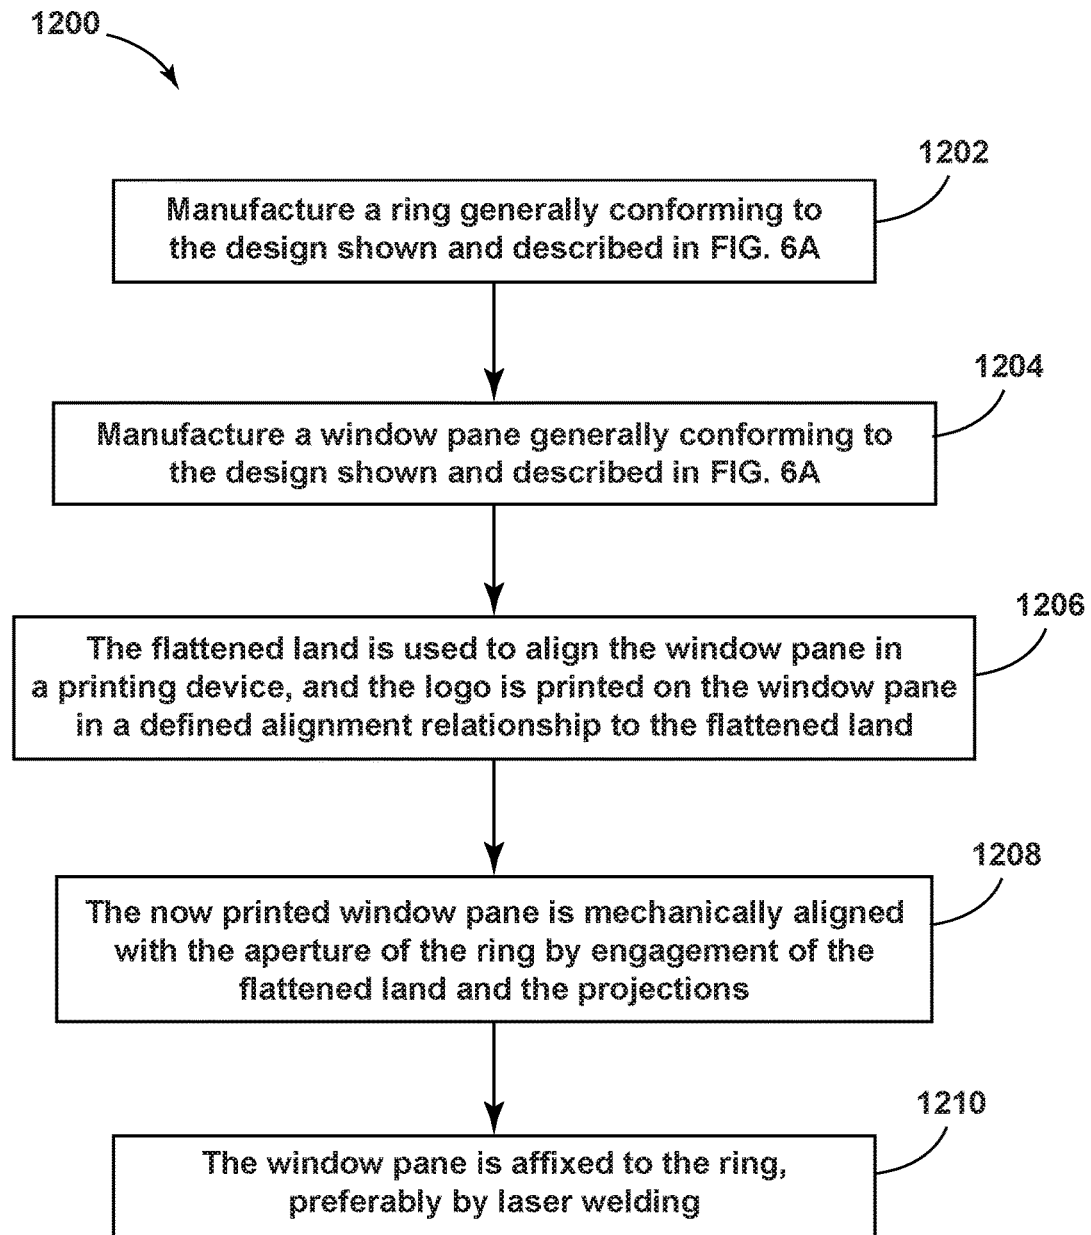 1200
1202
Manufacture a ring generally conforming to
the design shown and described in FIG. 6A
1204
Manufacture a window pane generally conforming to
the design shown and described in FIG. 6A
1206
The flattened land is used to align the window pane in
a printing device, and the logo is printed on the window pane
in a defined alignment relationship to the flattened land
1208
The now printed window pane is mechanically aligned
with the aperture of the ring by engagement of the
flattened land and the projections
1210
The window pane is affixed to the ring,
preferably by laser welding